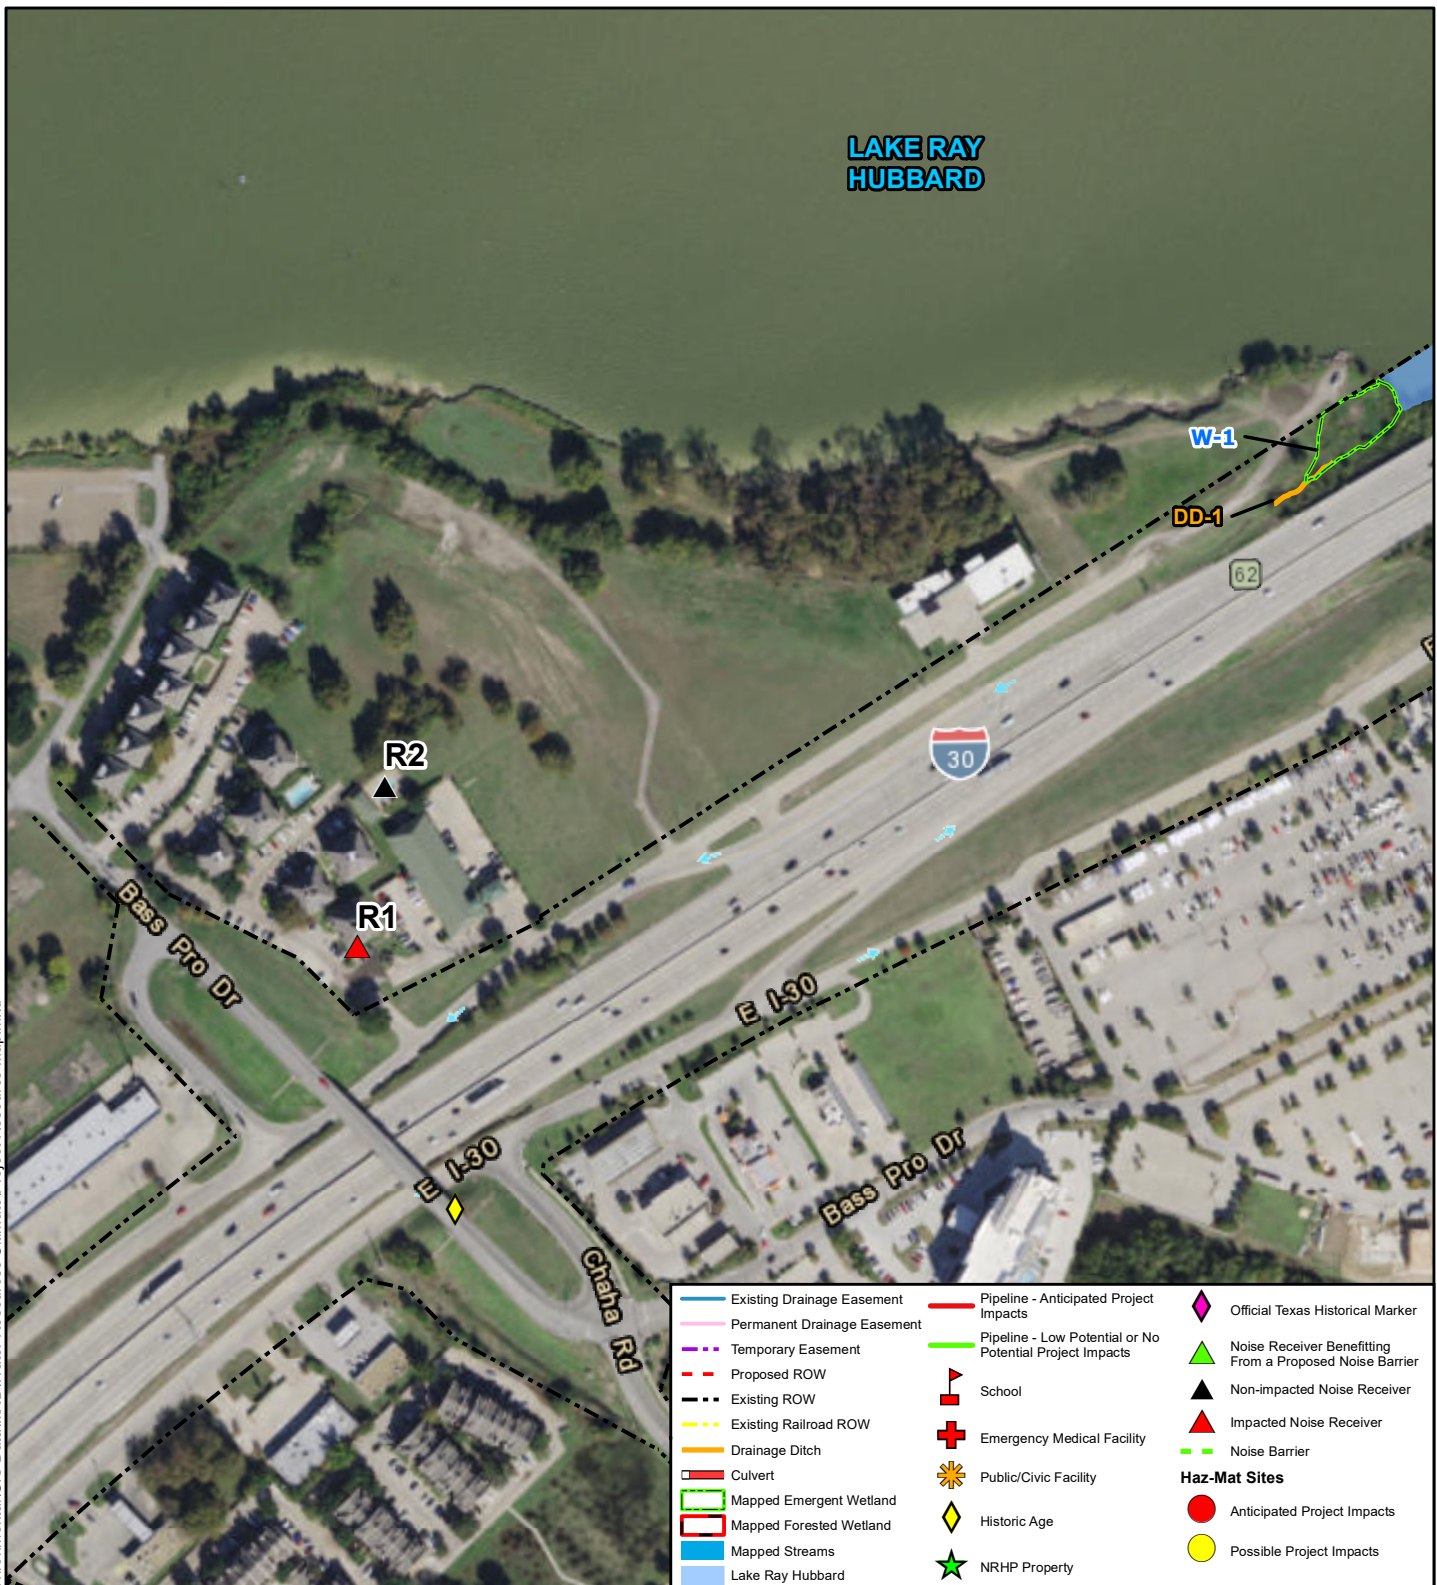 LAKE RAY
HUBBARD
W-1
DD-1
62
R2
30
R1
Bass Pro Dr
E I-30
E I-30
Bass Pro Dr
Chaha Rd
Existing Drainage Easement
Permanent Drainage Easement
Temporary Easement
Proposed ROW
Existing ROW
Existing Railroad ROW
Drainage Ditch
Culvert
Mapped Emergent Wetland
Mapped Forested Wetland
Mapped Streams
Lake Ray Hubbard
Pipeline - Anticipated Project
Impacts
Pipeline - Low Potential or No
Potential Project Impacts
School
Emergency Medical Facility
Public/Civic Facility
Historic Age
NRHP Property
Official Texas Historical Marker
Noise Receiver Benefitting
From a Proposed Noise Barrier
Non-impacted Noise Receiver
Impacted Noise Receiver
Noise Barrier
Haz-Mat Sites
Anticipated Project Impacts
Possible Project Impacts